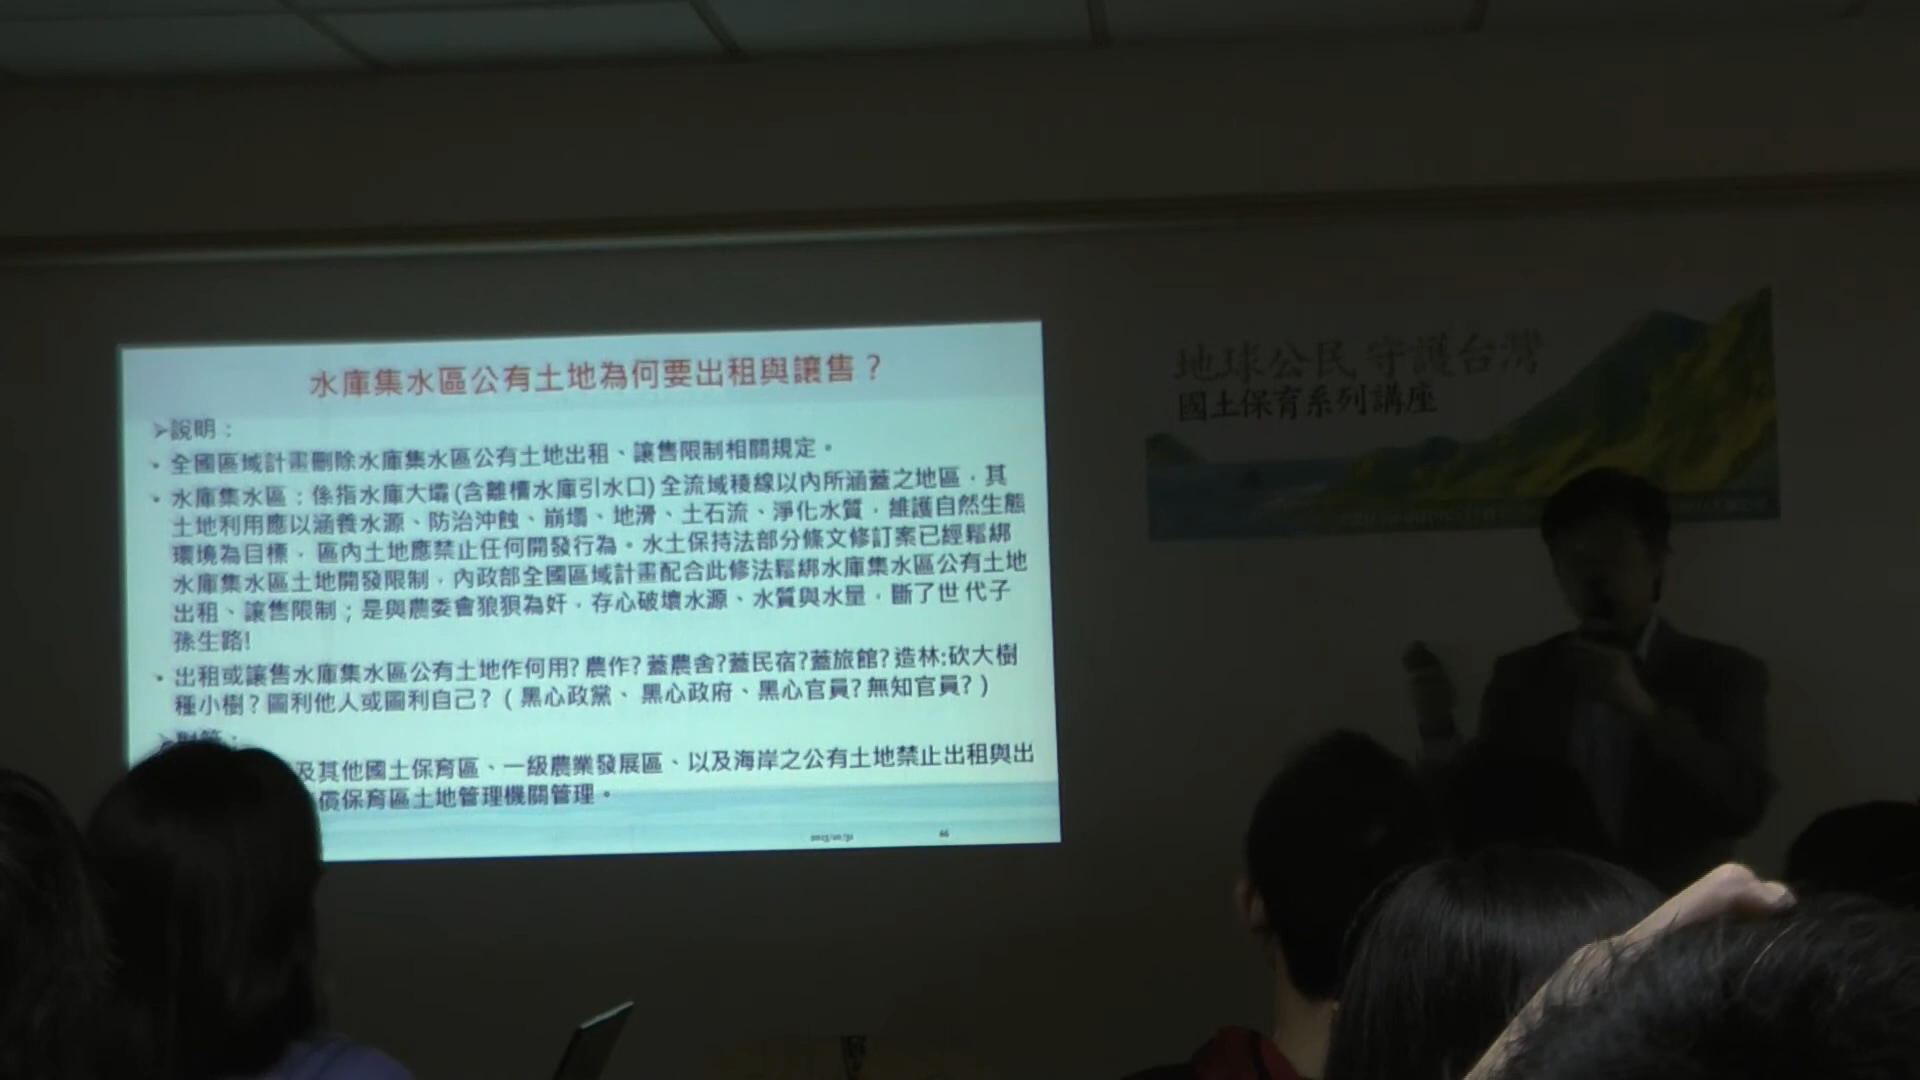 水庫集水區公有土地為何要出租與讓售？
➢說明：
• 全國區域計畫刪除水庫集水區公有土地出租、讓售限制相關規定。
• 水庫集水區：係指水庫大壩(含離槽水庫引水口)全流域稜線以內所涵蓋之地區，其
土地利用應以涵養水源、防治沖蝕、崩塌、地滑、土石流、淨化水質，維護自然生態
環境為目標，區內土地應禁止任何開發行為。水土保持法部分條文修訂案已經鬆綁
水庫集水區土地開發限制，內政部全國區域計畫配合此修法鬆綁水庫集水區公有土地
出租、讓售限制；是與農委會狼狽為奸，存心破壞水源、水質與水量，斷了世代子
孫生路!
• 出租或讓售水庫集水區公有土地作何用?農作?蓋農舍?蓋民宿?蓋旅館?造林:砍大樹
種小樹？圖利他人或圖利自己？（黑心政黨、黑心政府、黑心官員?無知官員?）
➢對策：
及其他國土保育區、一級農業發展區、以及海岸之公有土地禁止出租與出
償保育區土地管理機關管理。
66
地球公民 守護台灣
國土保育系列講座